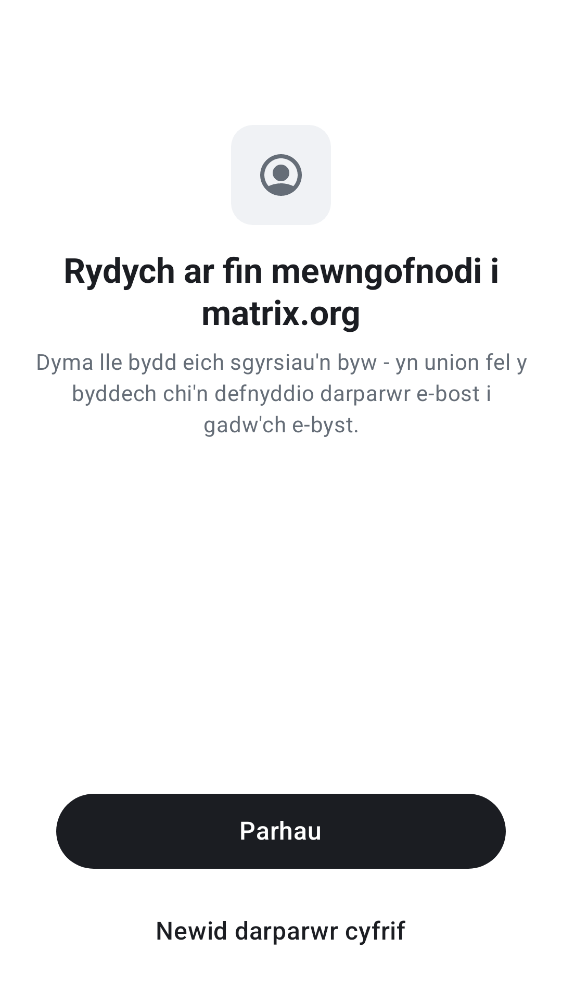 Rydych ar fin mewngofnodi i
matrix.org
Dyma lle bydd eich sgyrsiau'n byw - yn union fel y
byddech chi'n defnyddio darparwr e-bost i
gadw'ch e-byst.
Parhau
Newid darparwr cyfrif